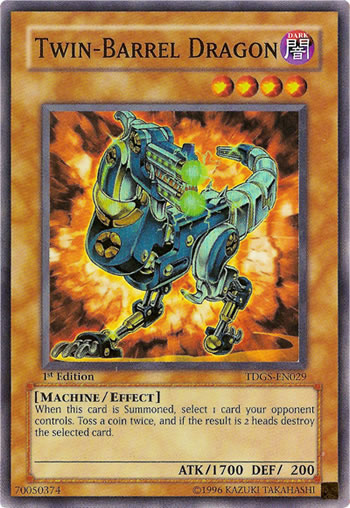 TWIN-BARREL DRAGON
DARK
闇
1st Edition
TDGS-EN029
[MACHINE/EFFECT]
When this card is Summoned, select 1 card your opponent
controls. Toss a coin twice, and if the result is 2 heads destroy
the selected card.
ATK/1700 DEF/ 200
70050374
©1996 KAZUKI TAKAHASHI